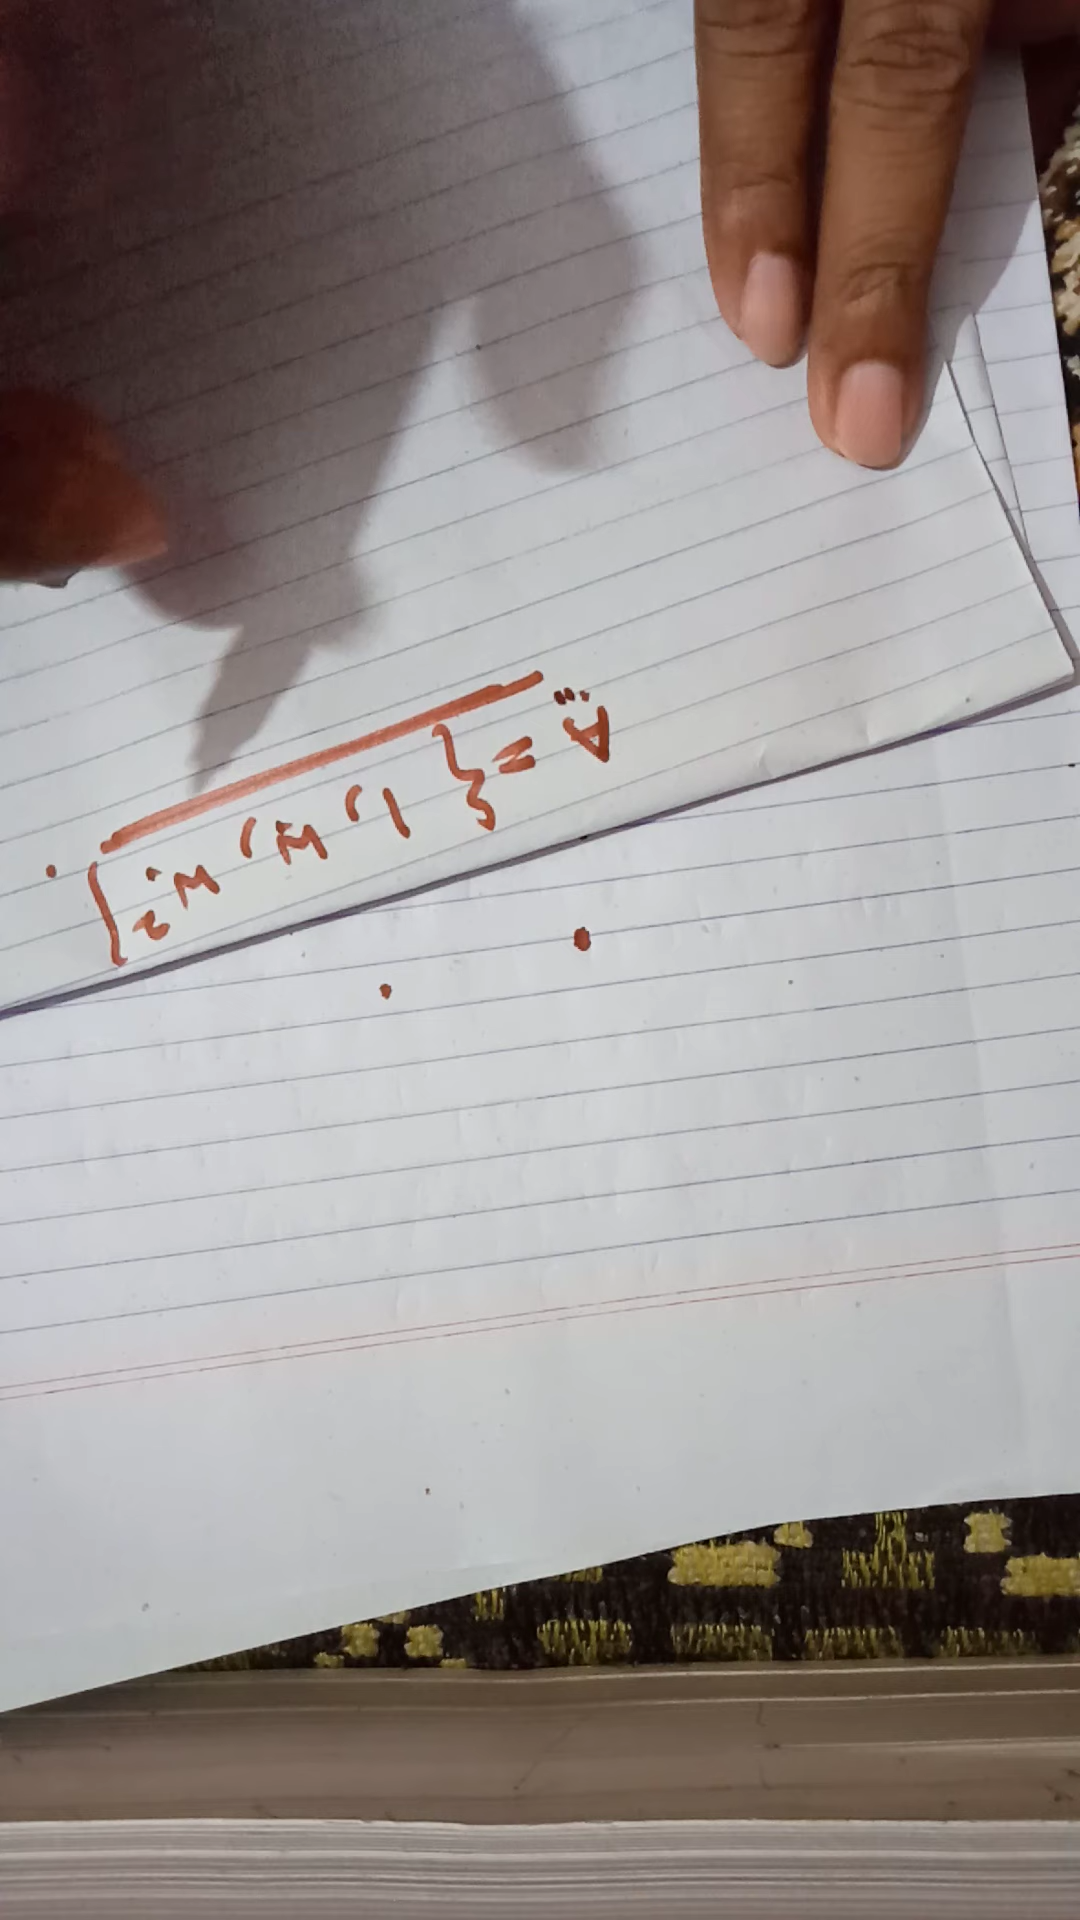 A = {1, ω, ω²}